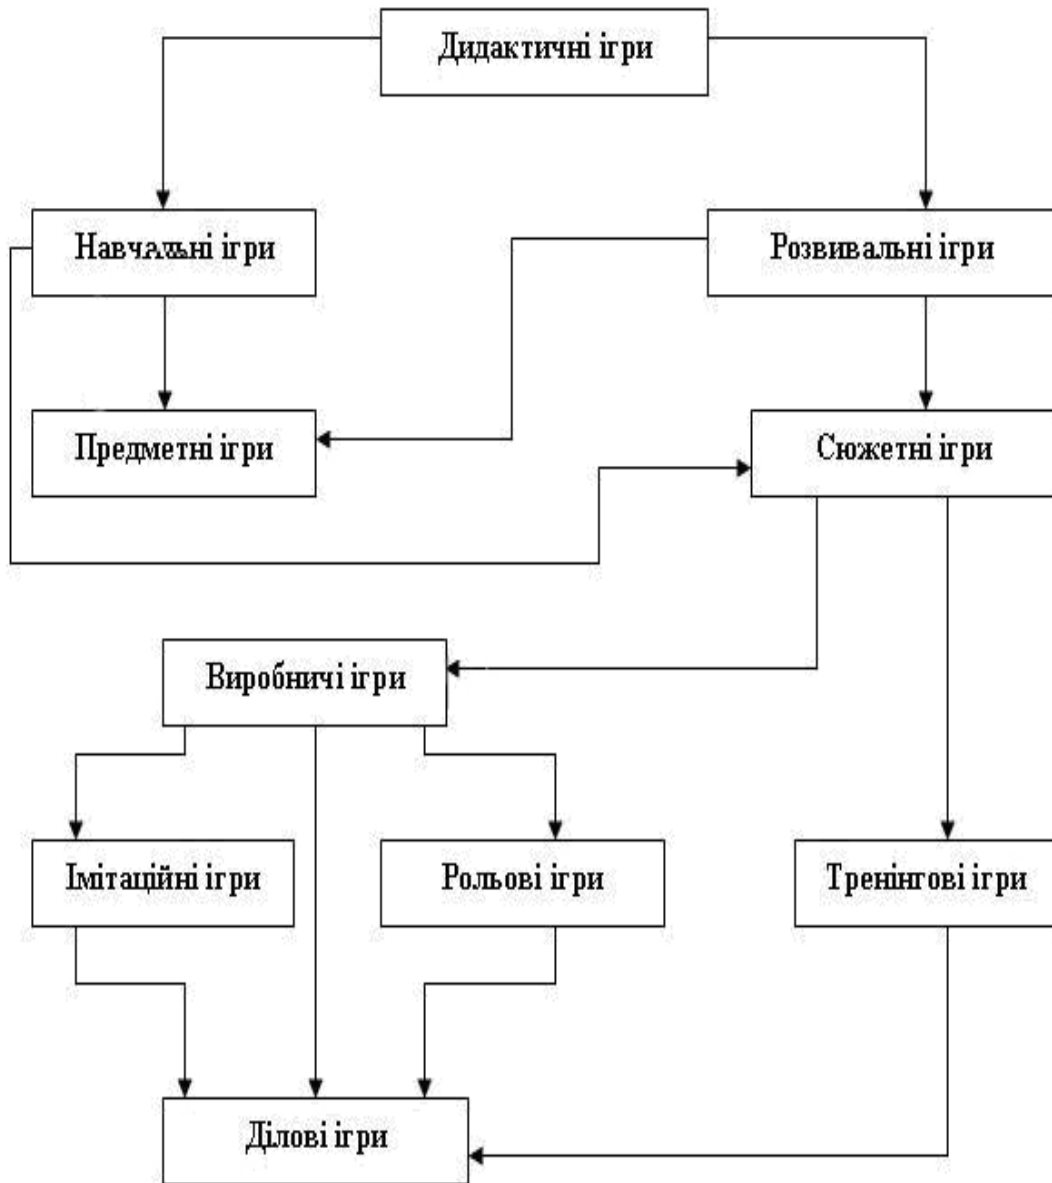 Дидактичні ігри
Навчальні ігри
Розвивальні ігри
Предметні ігри
Сюжетні ігри
Виробничі ігри
Імітаційні ігри
Рольові ігри
Тренінгові ігри
Ділові ігри